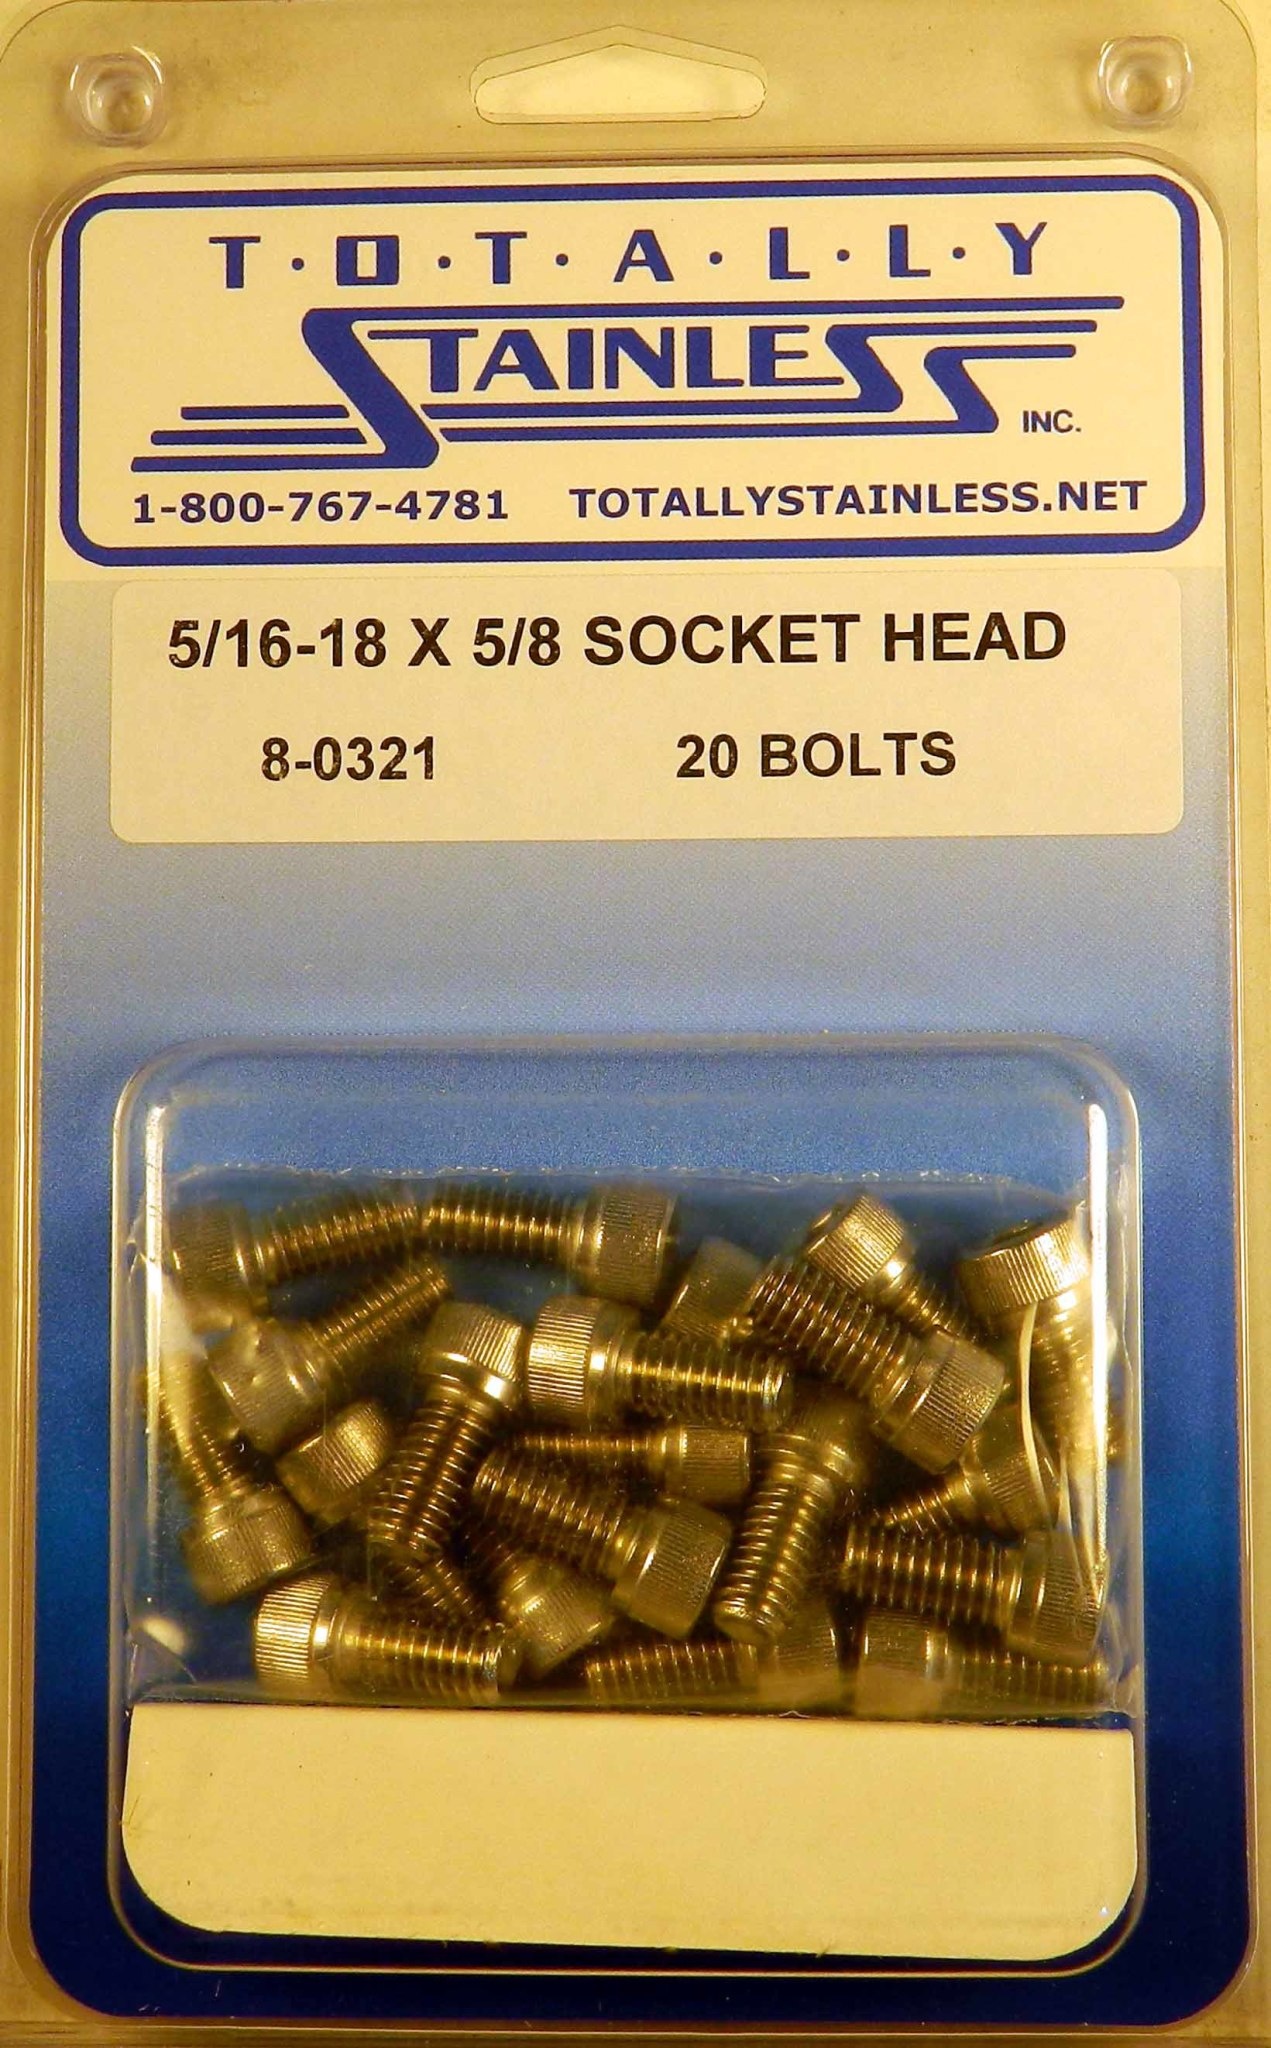 T·O·T·A·L·L·Y
STAINLESS INC.
1-800-767-4781 TOTALLYSTAINLESS.NET
5/16-18 X 5/8 SOCKET HEAD
8-0321 20 BOLTS